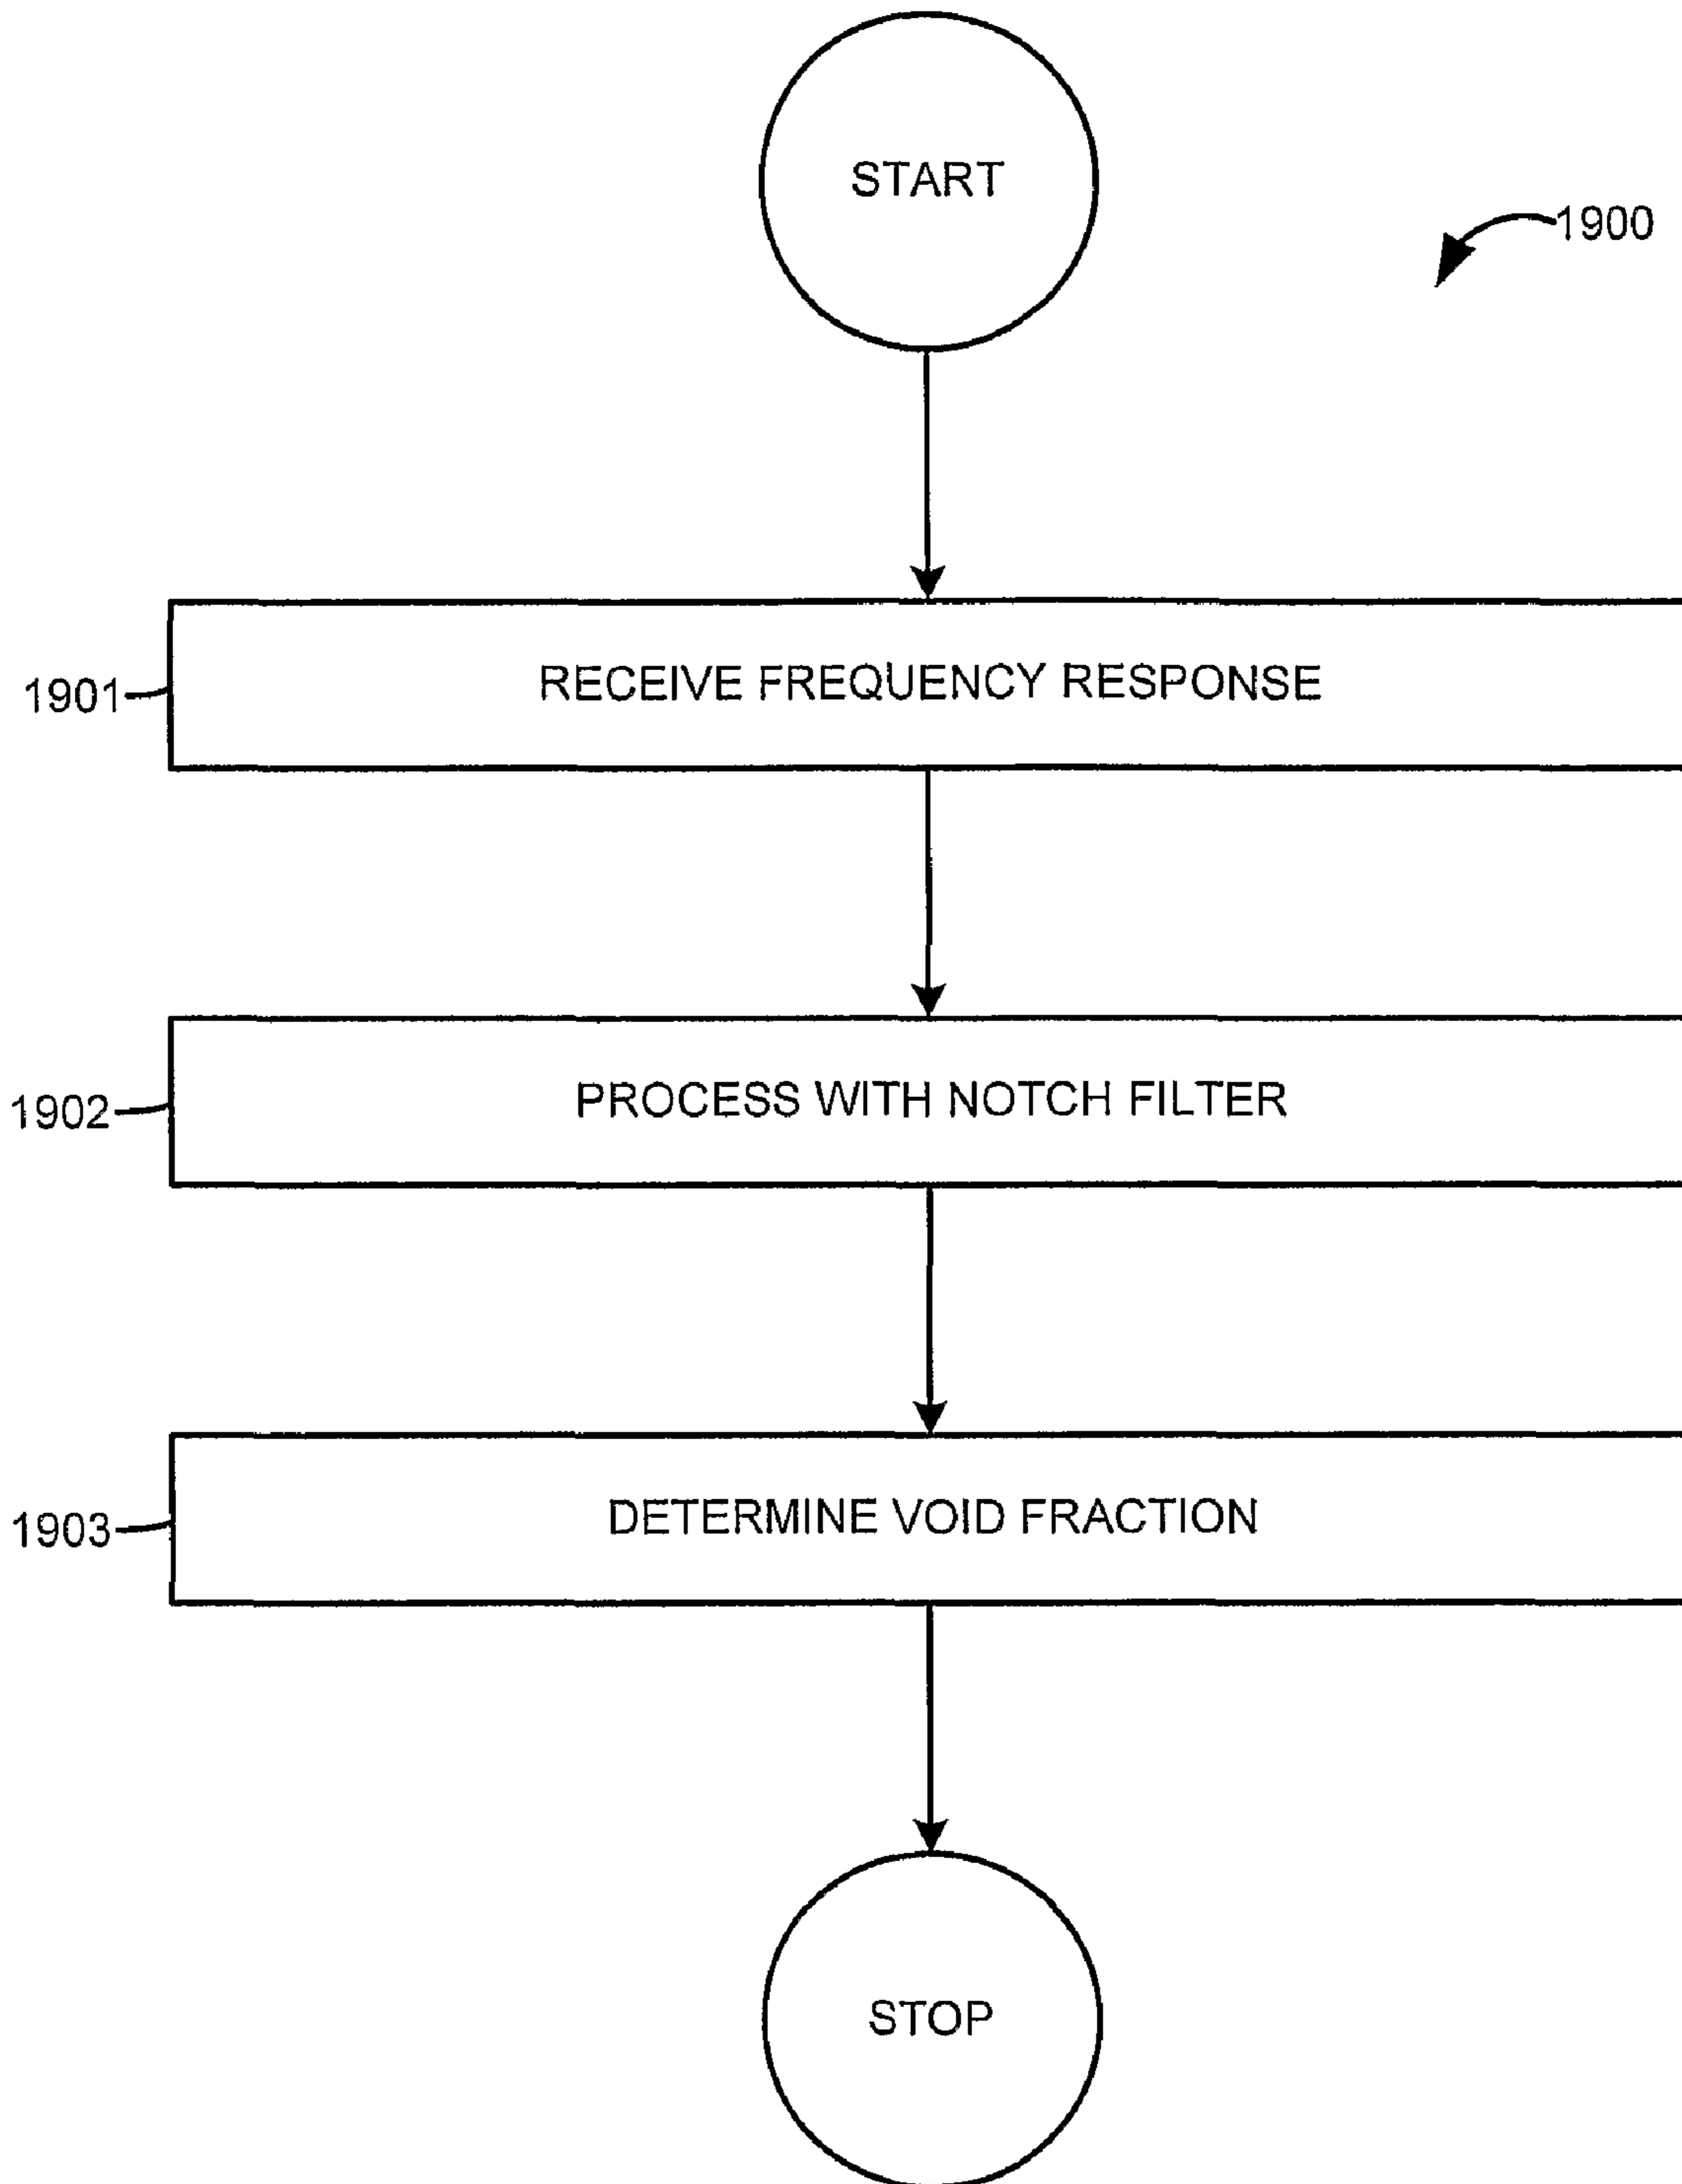 START
1900
1901
RECEIVE FREQUENCY RESPONSE
1902
PROCESS WITH NOTCH FILTER
1903
DETERMINE VOID FRACTION
STOP